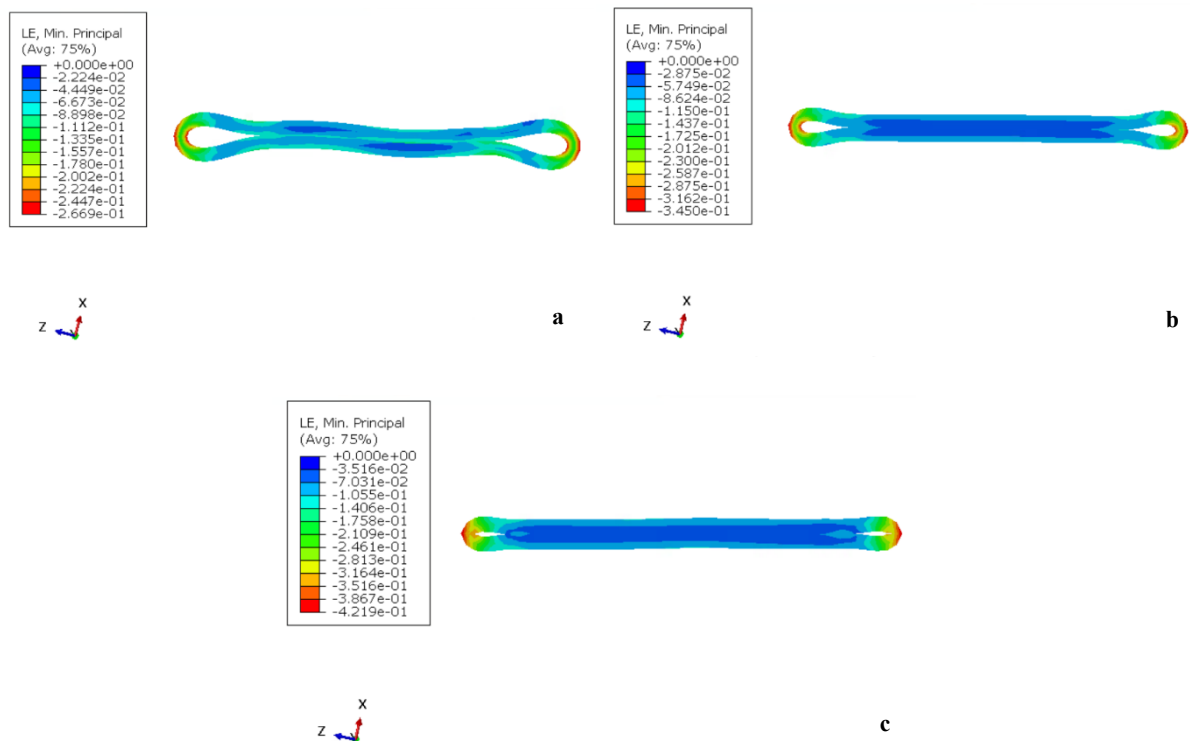 LE, Min. Principal
(Avg: 75%)
+0.000e+00
-2.224e-02
-4.449e-02
-6.673e-02
-8.898e-02
-1.112e-01
-1.335e-01
-1.557e-01
-1.780e-01
-2.002e-01
-2.224e-01
-2.447e-01
-2.669e-01
X
Z
a
LE, Min. Principal
(Avg: 75%)
+0.000e+00
-2.875e-02
-5.749e-02
-8.624e-02
-1.150e-01
-1.437e-01
-1.725e-01
-2.012e-01
-2.300e-01
-2.587e-01
-2.875e-01
-3.162e-01
-3.450e-01
X
Z
b
LE, Min. Principal
(Avg: 75%)
+0.000e+00
-3.516e-02
-7.031e-02
-1.055e-01
-1.406e-01
-1.758e-01
-2.109e-01
-2.461e-01
-2.813e-01
-3.164e-01
-3.516e-01
-3.867e-01
-4.219e-01
X
Z
c